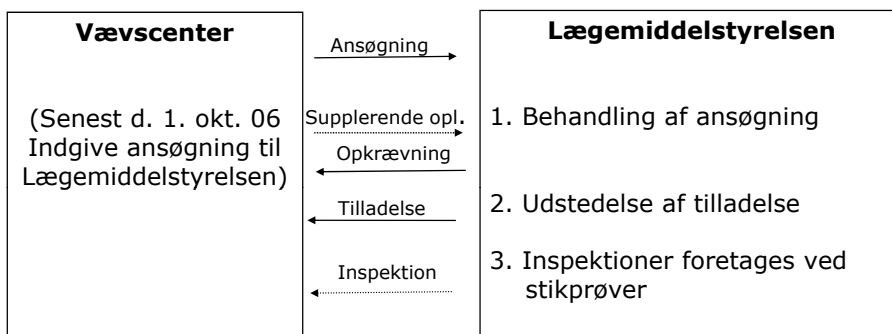 Vævscenter
(Senest d. 1. okt. 06
Indgive ansøgning til
Lægemiddelstyrelsen)
Ansøgning
Supplerende opl.
Opkrævning
Tilladelse
Inspektion
Lægemiddelstyrelsen
1. Behandling af ansøgning
2. Udstedelse af tilladelse
3. Inspektioner foretages ved
stikprøver